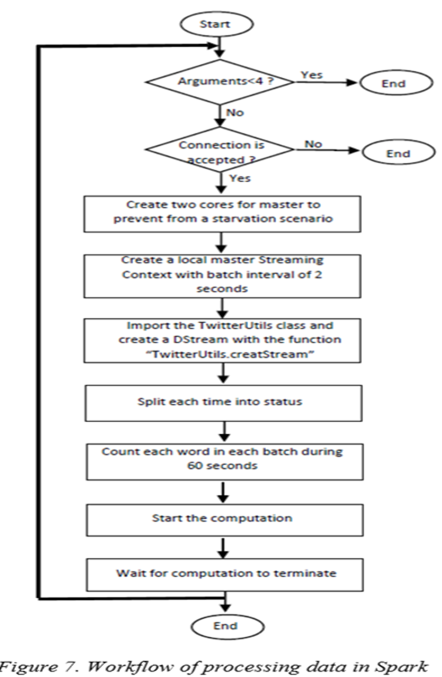 Start
Arguments<4 ?
Yes
End
No
Connection is
accepted ?
No
End
Yes
Create two cores for master to
prevent from a starvation scenario
Create a local master Streaming
Context with batch interval of 2
seconds
Import the TwitterUtils class and
create a DStream with the function
“TwitterUtils.creatStream”
Split each time into status
Count each word in each batch during
60 seconds
Start the computation
Wait for computation to terminate
End
Figure 7. Workflow of processing data in Spark